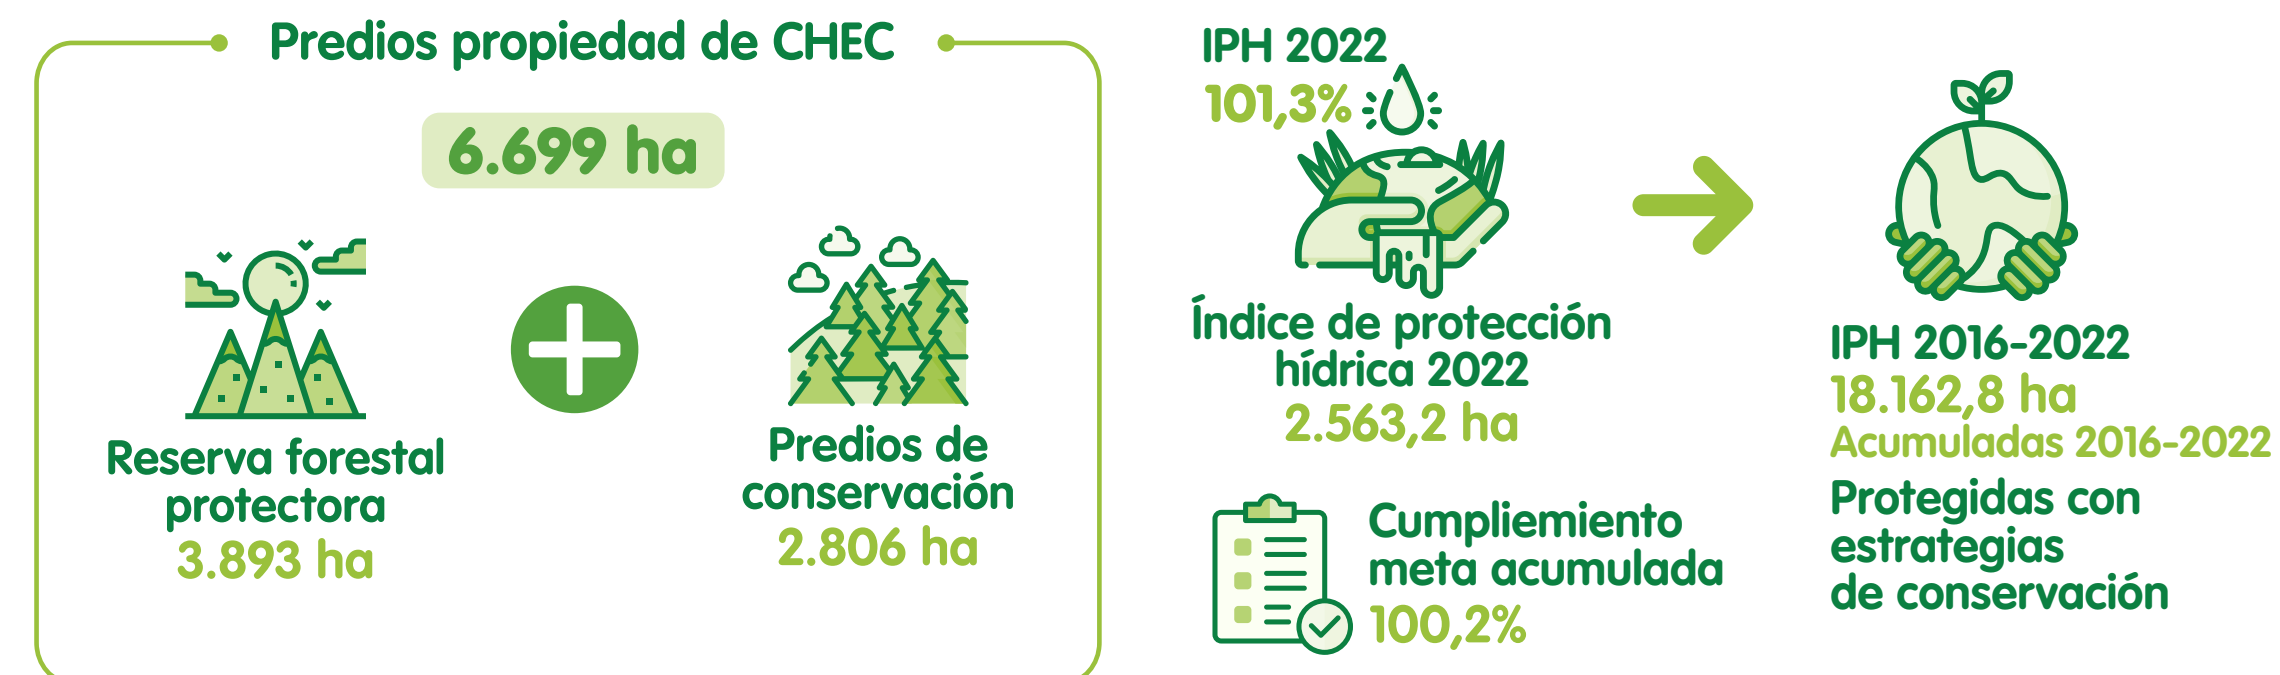 Predios propiedad de CHEC
6.699 ha
Reserva forestal
protectora
3.893 ha
Predios de
conservación
2.806 ha
IPH 2022
101,3%
Índice de protección
hídrica 2022
2.563,2 ha
Cumpliemiento
meta acumulada
100,2%
IPH 2016-2022
18.162,8 ha
Acumuladas 2016-2022
Protegidas con
estrategias
de conservación